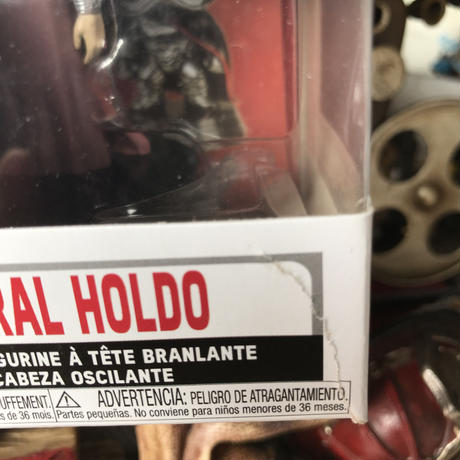 RAL HOLDO
GURINE À TÊTE BRANLANTE
CABEZA OSCILANTE
UFFEMENT. ADVERTENCIA: PELIGRO DE ATRAGANTAMIENTO.
s de 36 mois. Partes pequeñas. No conviene para niños menores de 36 meses.